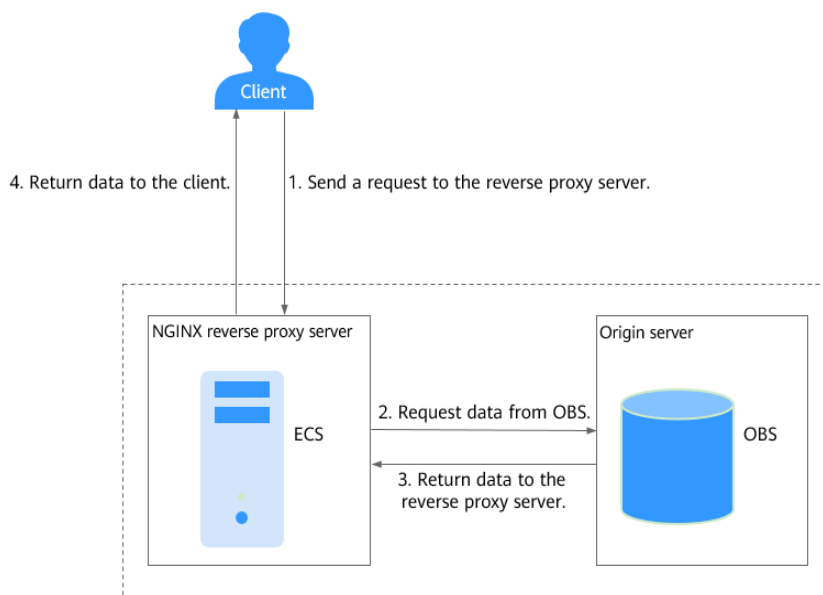 Client
4. Return data to the client.
1. Send a request to the reverse proxy server.
NGINX reverse proxy server
Origin server
2. Request data from OBS.
ECS
OBS
3. Return data to the
reverse proxy server.